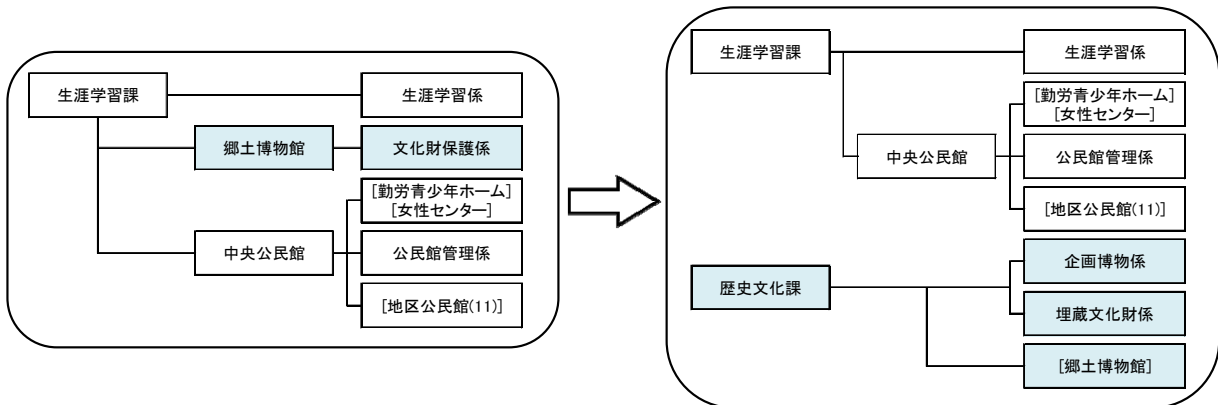 生涯学習課
生涯学習係
郷土博物館
文化財保護係
[勤労青少年ホーム]
[女性センター]
中央公民館
公民館管理係
[地区公民館(11)]
生涯学習課
生涯学習係
[勤労青少年ホーム]
[女性センター]
中央公民館
公民館管理係
[地区公民館(11)]
歴史文化課
企画博物係
埋蔵文化財係
[郷土博物館]